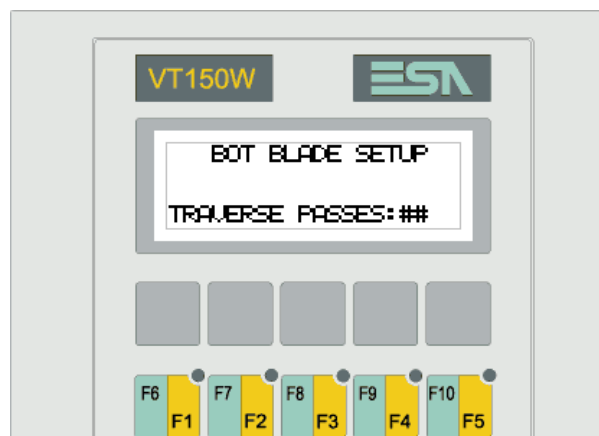 VT150W ESA
BOT BLADE SETUP
TRAVERSE PASSES:##
F6 F7 F8 F9 F10
F1 F2 F3 F4 F5